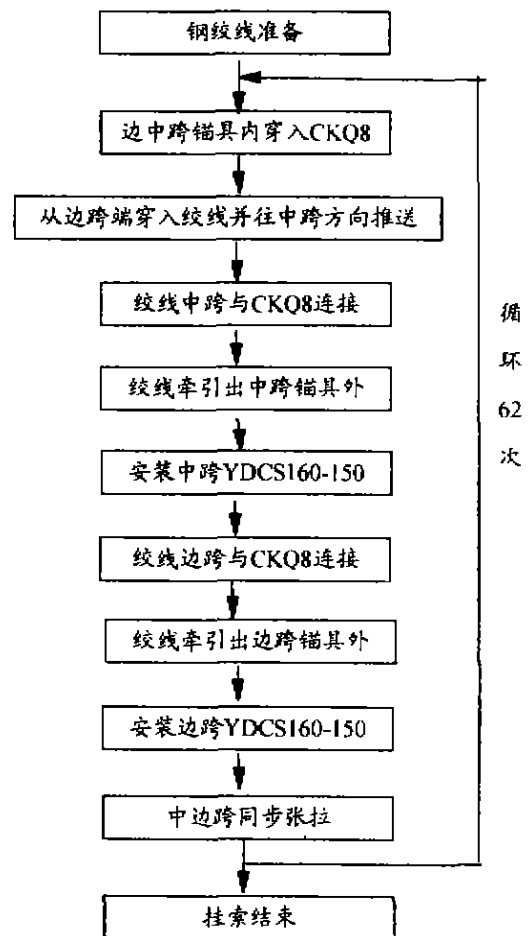 钢绞线准备
边中跨锚具内穿入CKQ8
从边跨端穿入绞线并往中跨方向推送
绞线中跨与CKQ8连接
绞线牵引出中跨锚具外
安装中跨YDCS160-150
绞线边跨与CKQ8连接
绞线牵引出边跨锚具外
安装边跨YDCS160-150
中边跨同步张拉
挂索结束
循
环
62
次